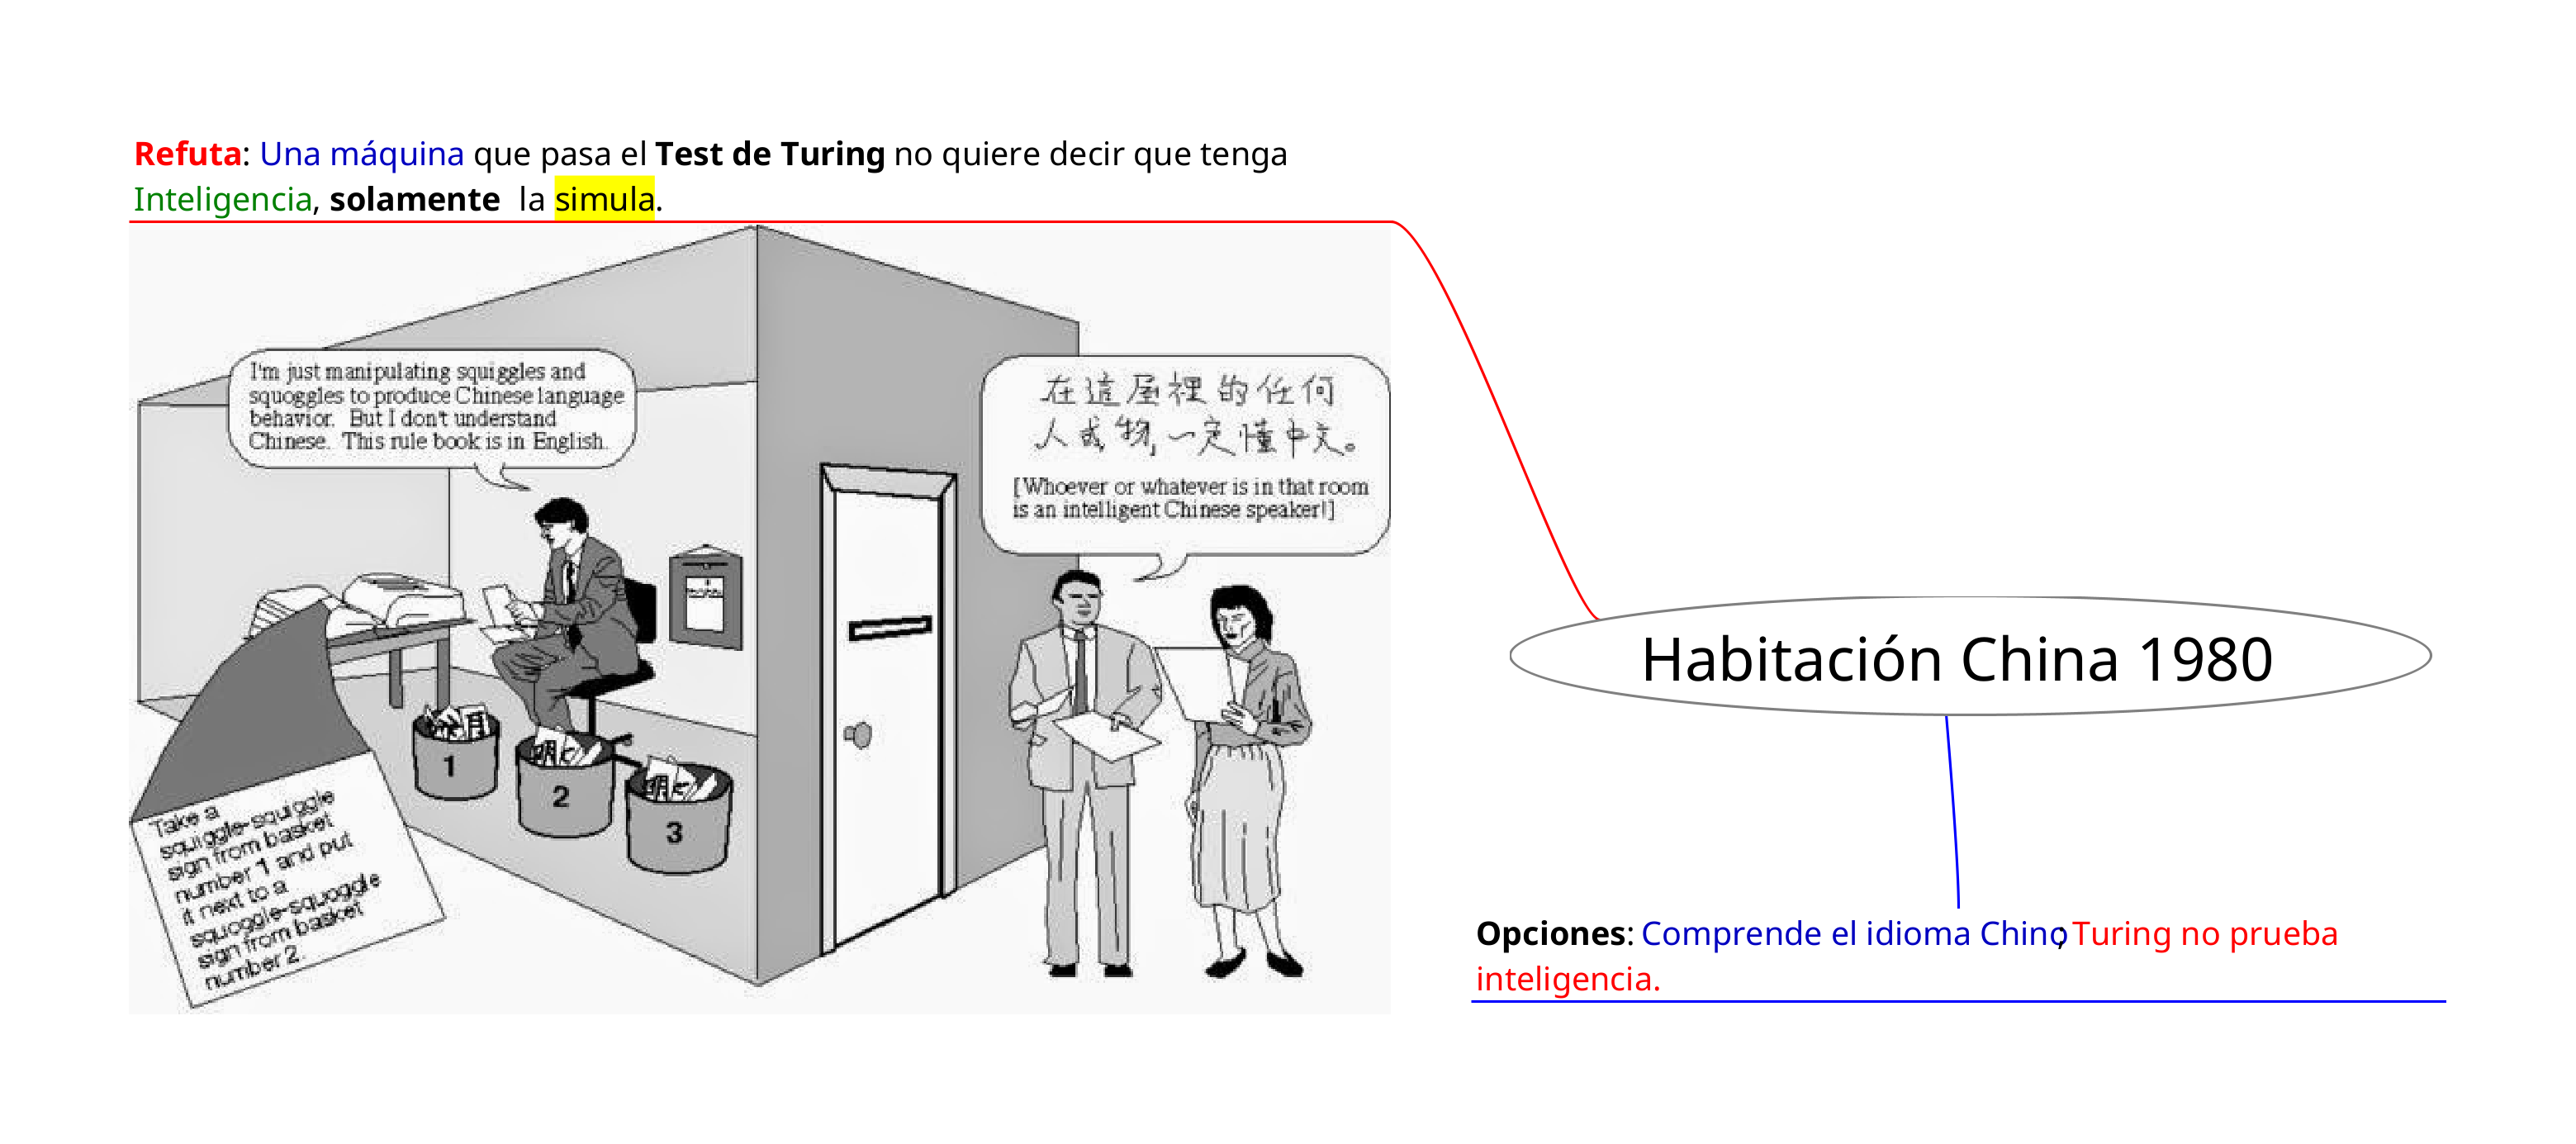 Refuta: Una máquina que pasa el Test de Turing no quiere decir que tenga
Inteligencia, solamente la simula.
I'm just manipulating squiggles and
squoggles to produce Chinese language
behavior. But I don't understand
Chinese. This rule book is in English.
在這屋裡的任何
人或物,一定懂中文。
[Whoever or whatever is in that room
is an intelligent Chinese speaker!]
1
2
3
Take a
squiggle-squiggle
sign from basket
number 1 and put
it next to a
squoggle-squoggle
sign from basket
number 2.
Habitación China 1980
Opciones: Comprende el idioma Chino; Turing no prueba
inteligencia.